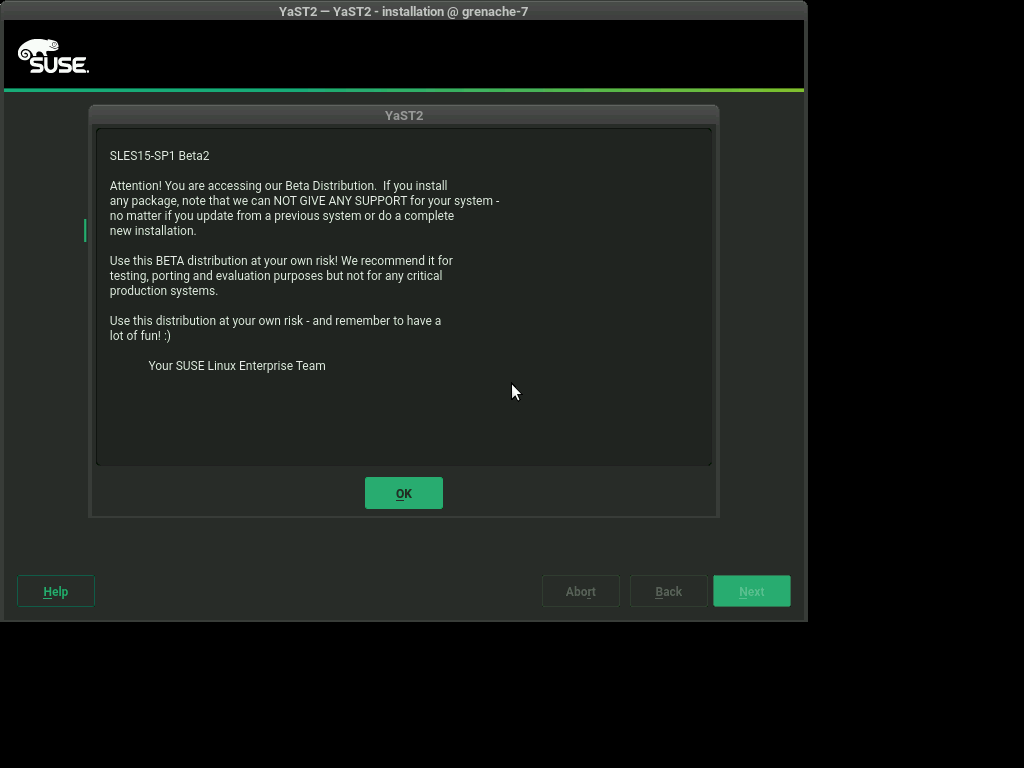 YaST2 — YaST2 - installation @ grenache-7
SUSE.
YaST2
SLES15-SP1 Beta2
Attention! You are accessing our Beta Distribution.  If you install
any package, note that we can NOT GIVE ANY SUPPORT for your system -
no matter if you update from a previous system or do a complete
new installation.
Use this BETA distribution at your own risk! We recommend it for
testing, porting and evaluation purposes but not for any critical
production systems.
Use this distribution at your own risk - and remember to have a
lot of fun! :)
Your SUSE Linux Enterprise Team
OK
Help
Abort
Back
Next